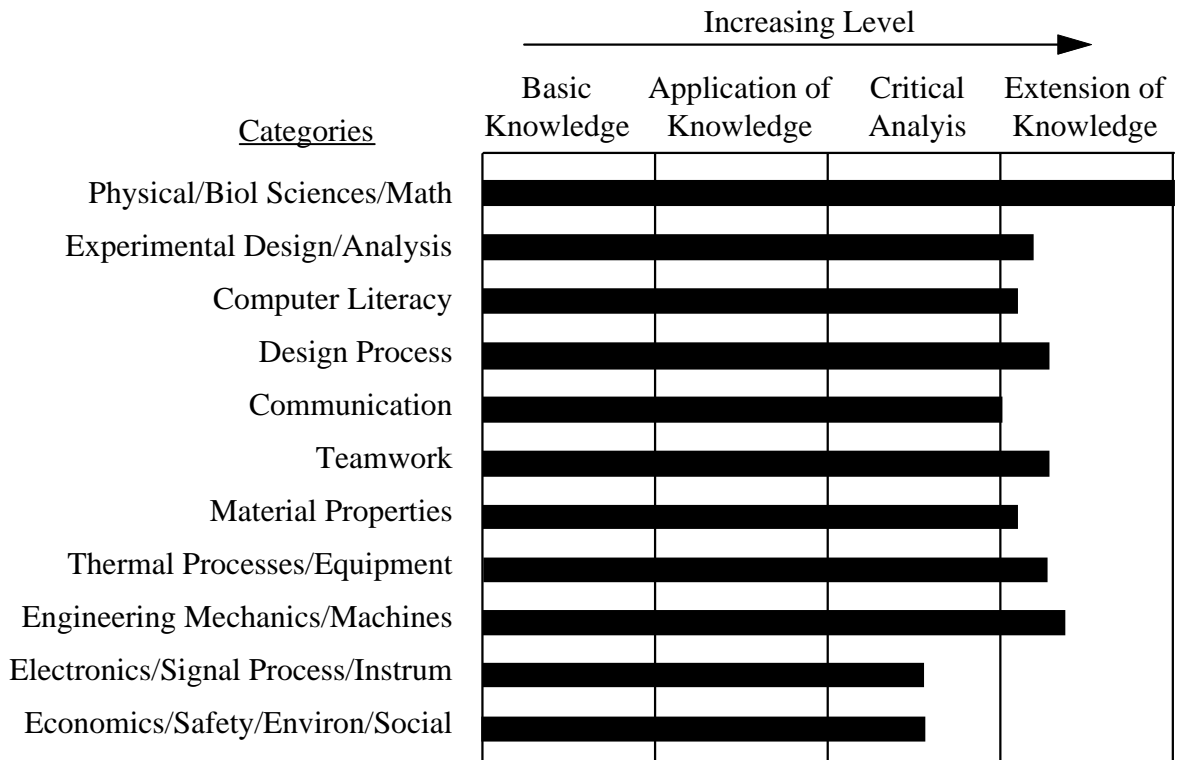 Increasing Level
Basic Knowledge
Application of Knowledge
Critical Analyis
Extension of Knowledge
Categories
Physical/Biol Sciences/Math
Experimental Design/Analysis
Computer Literacy
Design Process
Communication
Teamwork
Material Properties
Thermal Processes/Equipment
Engineering Mechanics/Machines
Electronics/Signal Process/Instrum
Economics/Safety/Environ/Social